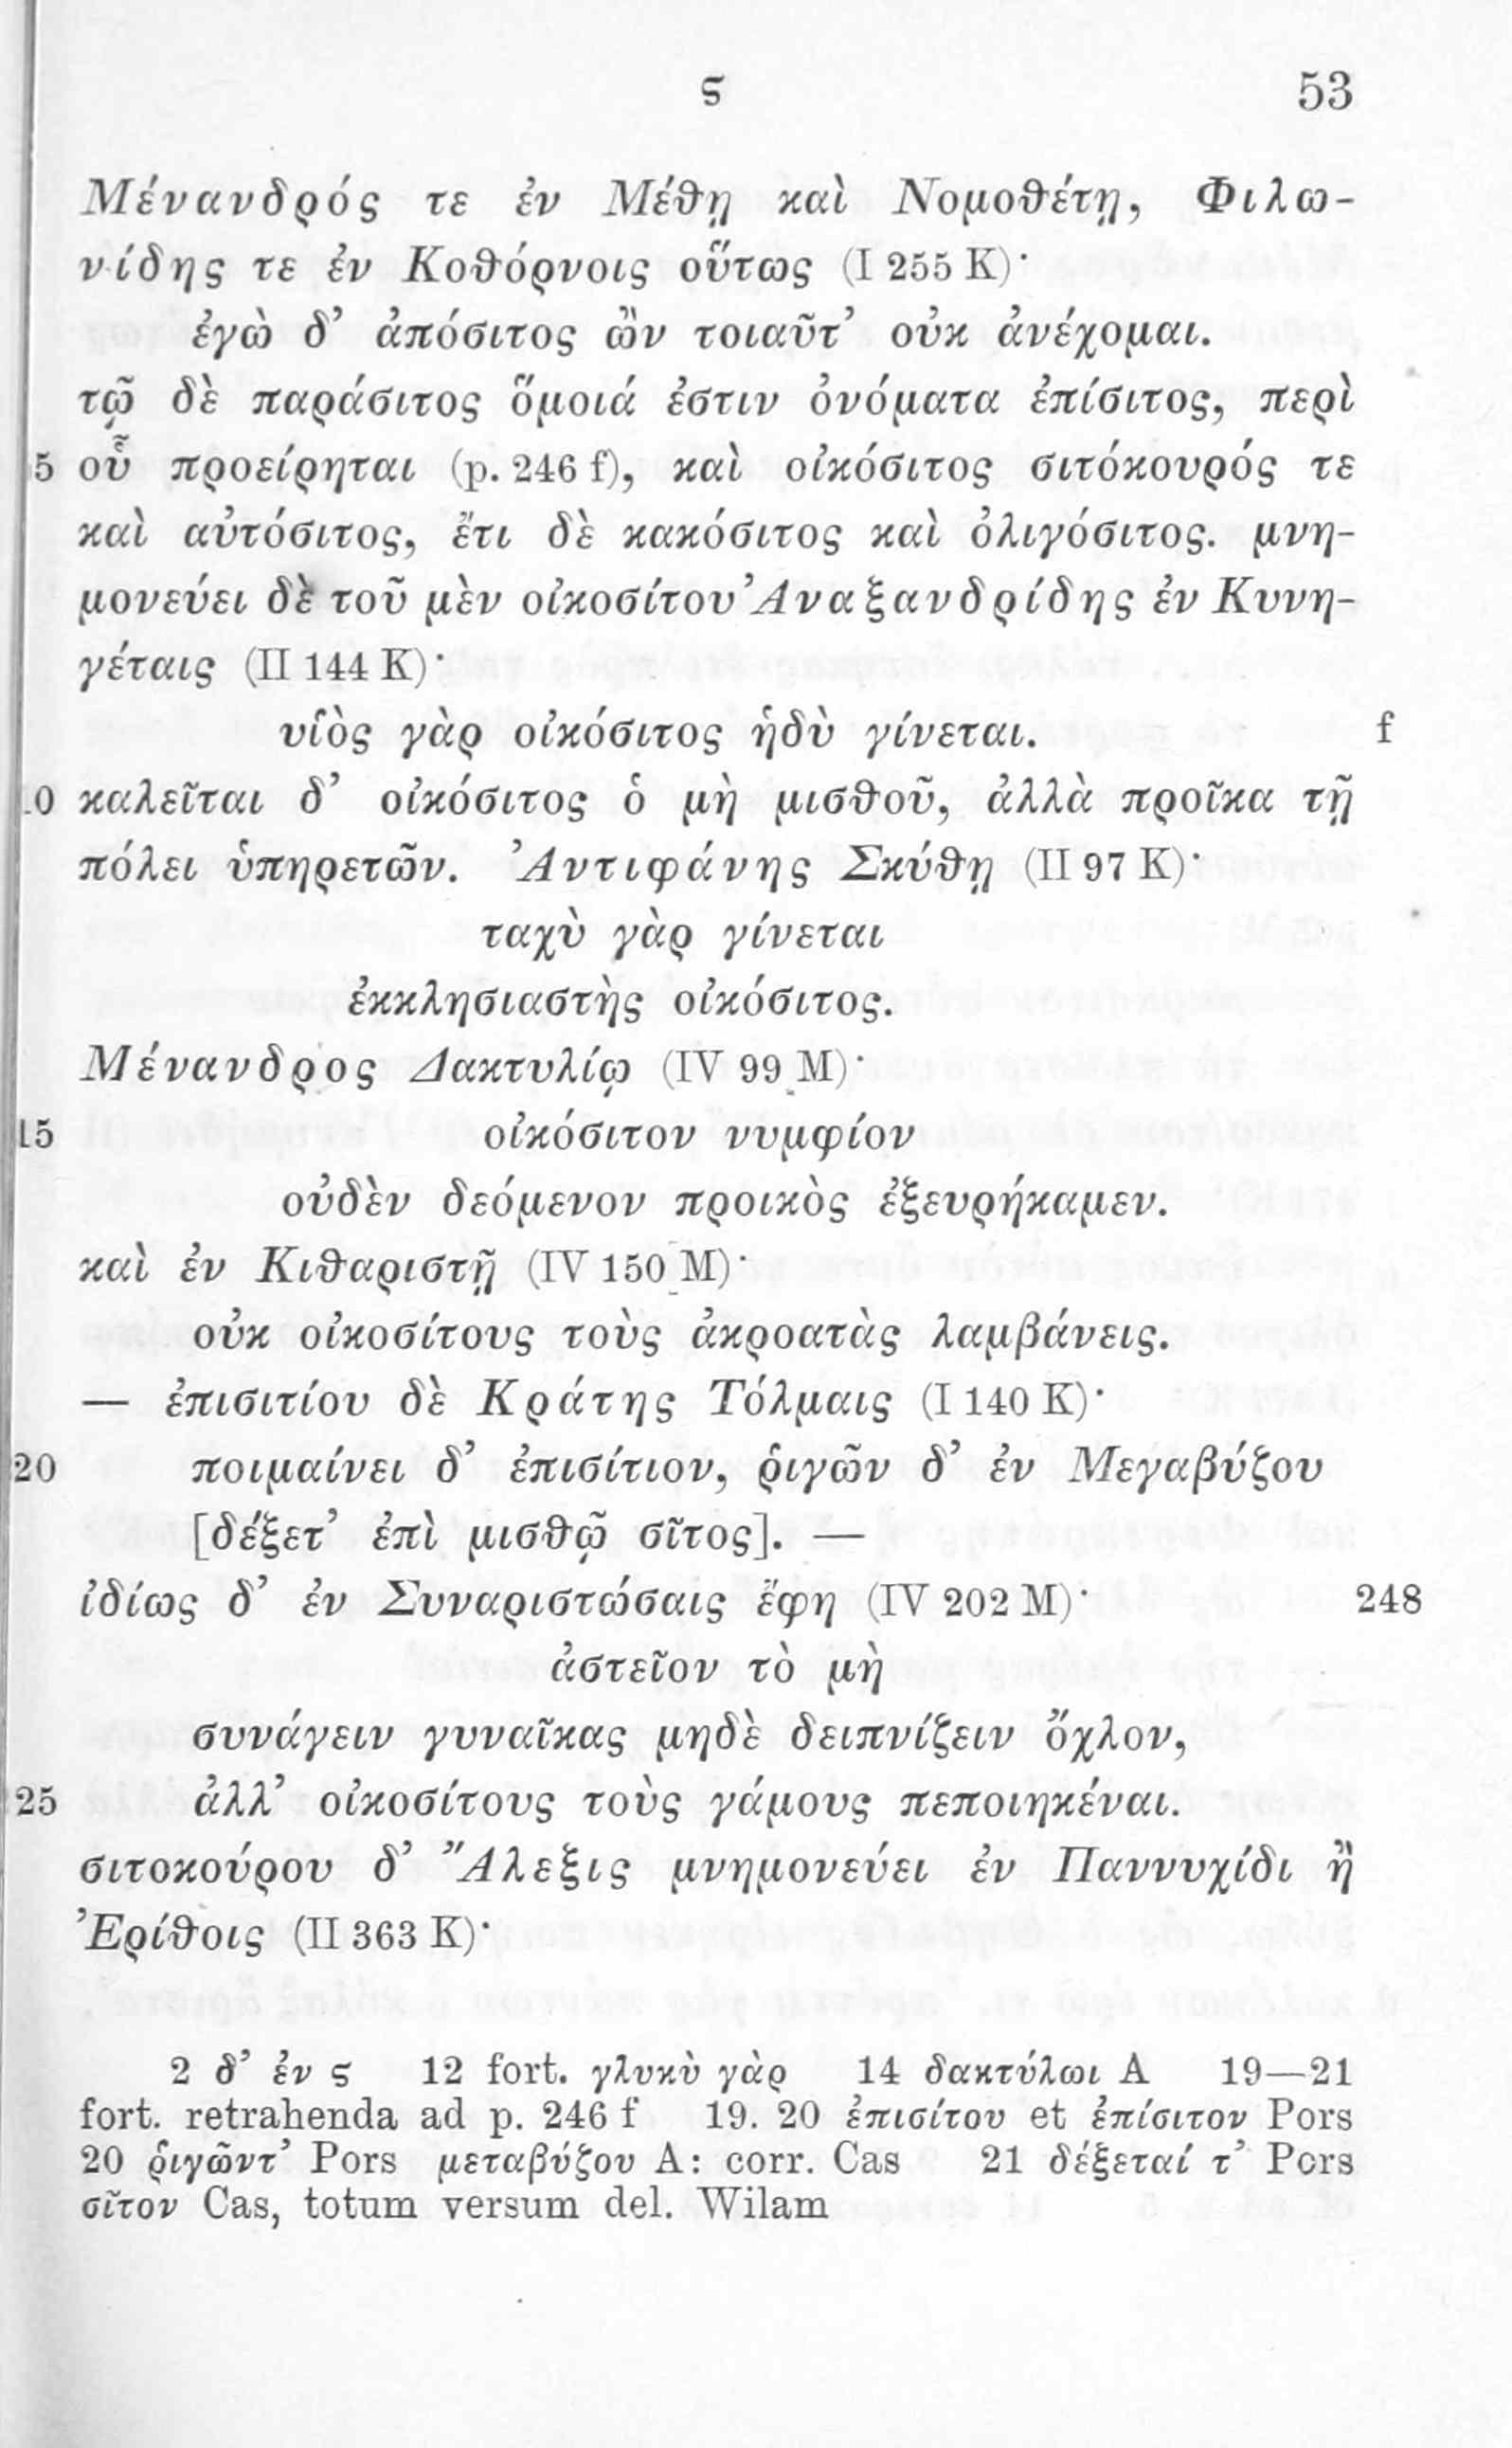 ϛ 53
Μένανδρός τε ἐν Μέθῃ καὶ Νομοθέτῃ, Φιλω-
νίδης τε ἐν Κοθόρνοις οὕτως (I 255 K)·
ἐγὼ δ’ ἀπόσιτος ὢν τοιαῦτ’ οὐκ ἀνέχομαι.
τῷ δὲ παράσιτος ὅμοιά ἐστιν ὀνόματα ἐπίσιτος, περὶ
5 οὗ προείρηται (p. 246 f), καὶ οἰκόσιτος σιτόκουρός τε
καὶ αὐτόσιτος, ἔτι δὲ κακόσιτος καὶ ὀλιγόσιτος. μνη-
μονεύει δὲ τοῦ μὲν οἰκοσίτου Ἀναξανδρίδης ἐν Κυνη-
γέταις (II 144 K)·
υἱὸς γὰρ οἰκόσιτος ἡδὺ γίνεται. f
10 καλεῖται δ’ οἰκόσιτος ὁ μὴ μισθοῦ, ἀλλὰ προῖκα τῇ
πόλει ὑπηρετῶν. Ἀντιφάνης Σκύθῃ (II 97 K)·
ταχὺ γὰρ γίνεται
ἐκκλησιαστὴς οἰκόσιτος.
Μένανδρος Δακτυλίῳ (IV 99 M)·
15 οἰκόσιτον νυμφίον
οὐδὲν δεόμενον προικὸς ἐξευρήκαμεν.
καὶ ἐν Κιθαριστῇ (IV 150 M)·
οὐκ οἰκοσίτους τοὺς ἀκροατὰς λαμβάνεις.
— ἐπισιτίου δὲ Κράτης Τόλμαις (I 140 K)·
20 ποιμαίνει δ’ ἐπισίτιον, ῥιγῶν δ’ ἐν Μεγαβύζου
[δέξετ’ ἐπὶ μισθῷ σῖτος]. —
ἰδίως δ’ ἐν Συναριστώσαις ἔφη (IV 202 M)· 248
ἀστεῖον τὸ μὴ
συνάγειν γυναῖκας μηδὲ δειπνίζειν ὄχλον,
25 ἀλλ’ οἰκοσίτους τοὺς γάμους πεποιηκέναι.
σιτοκούρου δ’ Ἄλεξις μνημονεύει ἐν Παννυχίδι ἢ
Ἐρίθοις (II 363 K)·
2 δ’ ἐν ϛ 12 fort. γλυκὺ γὰρ 14 δακτύλωι A 19—21
fort. retrahenda ad p. 246 f 19. 20 ἐπισίτου et ἐπίσιτον Pors
20 ῥιγῶντ’ Pors μεταβύζου A: corr. Cas 21 δέξεταί τ’ Pors
σῖτον Cas, totum versum del. Wilam